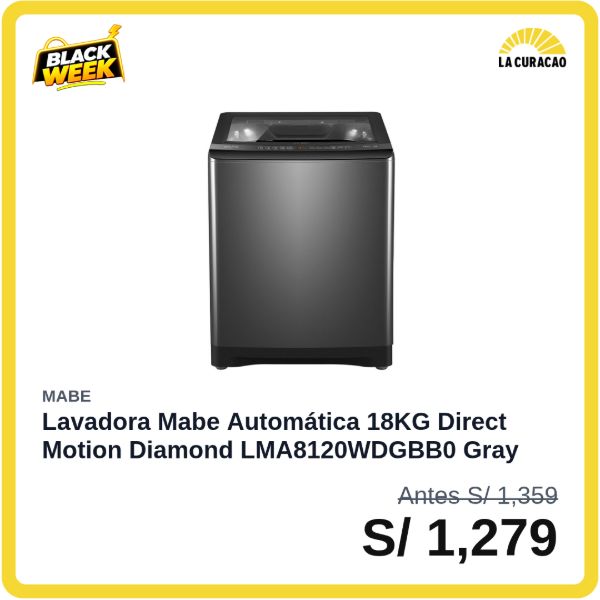 BLACK
WEEK
LA CURACAO
MABE
Lavadora Mabe Automática 18KG Direct
Motion Diamond LMA8120WDGBB0 Gray
Antes S/ 1,359
S/ 1,279